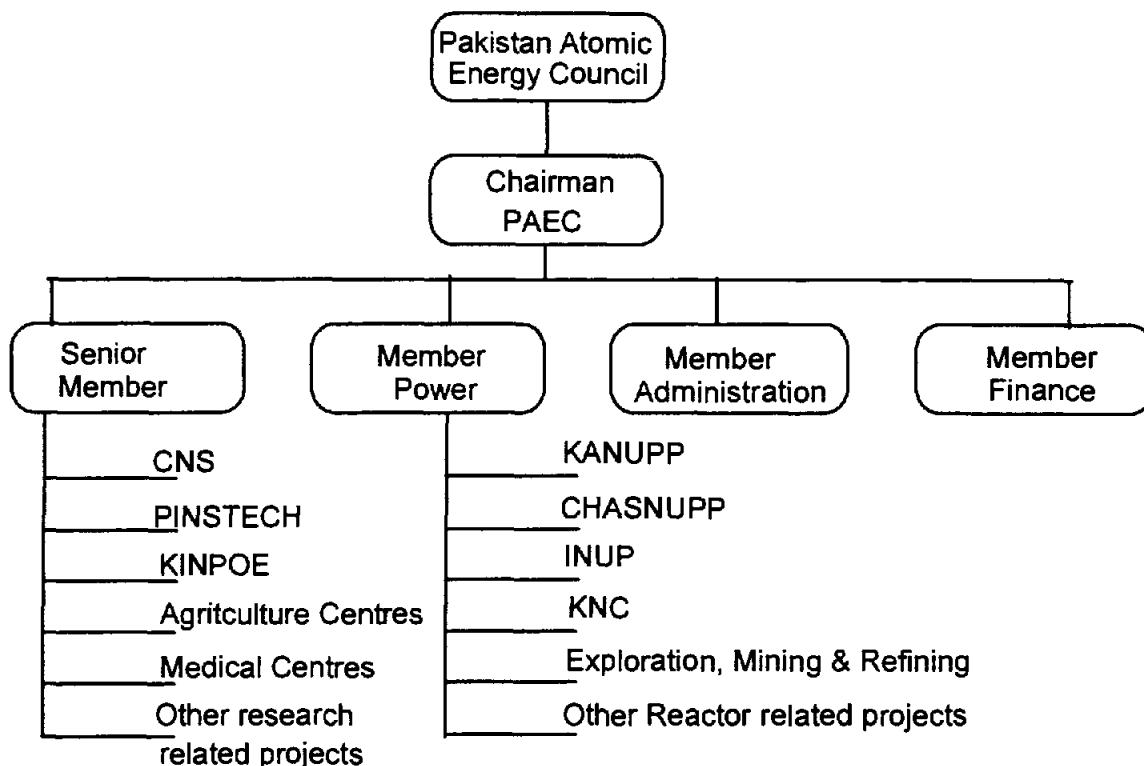 Pakistan Atomic
Energy Council
Chairman
PAEC
Senior
Member
Member
Power
Member
Administration
Member
Finance
CNS
PINSTECH
KINPOE
Agritculture Centres
Medical Centres
Other research
related projects
KANUPP
CHASNUPP
INUP
KNC
Exploration, Mining & Refining
Other Reactor related projects